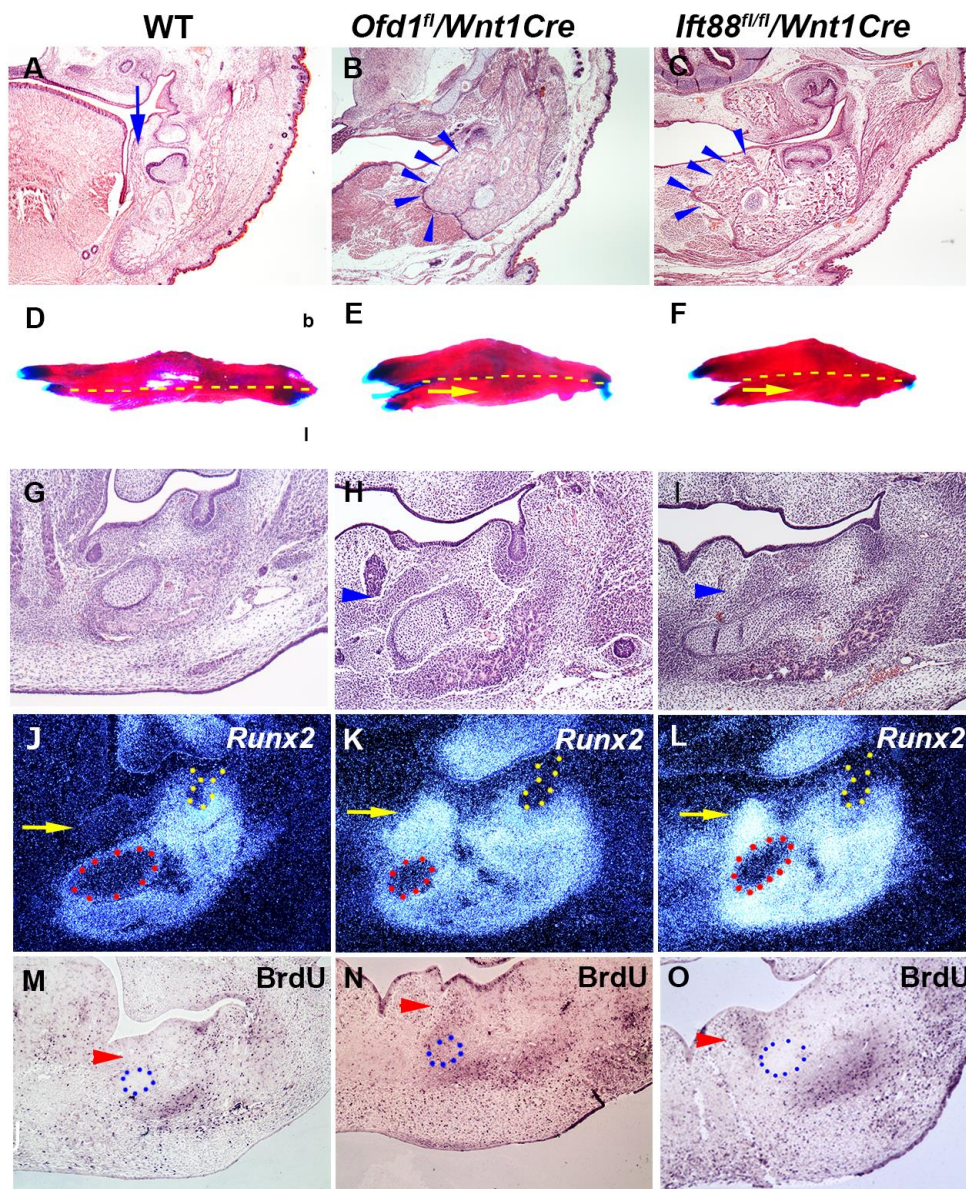 WT Ofd1fl/Wnt1Cre Ift88fl/fl/Wnt1Cre
A B C
D b E F
l
G H I
J Runx2 K Runx2 L Runx2
M BrdU N BrdU O BrdU